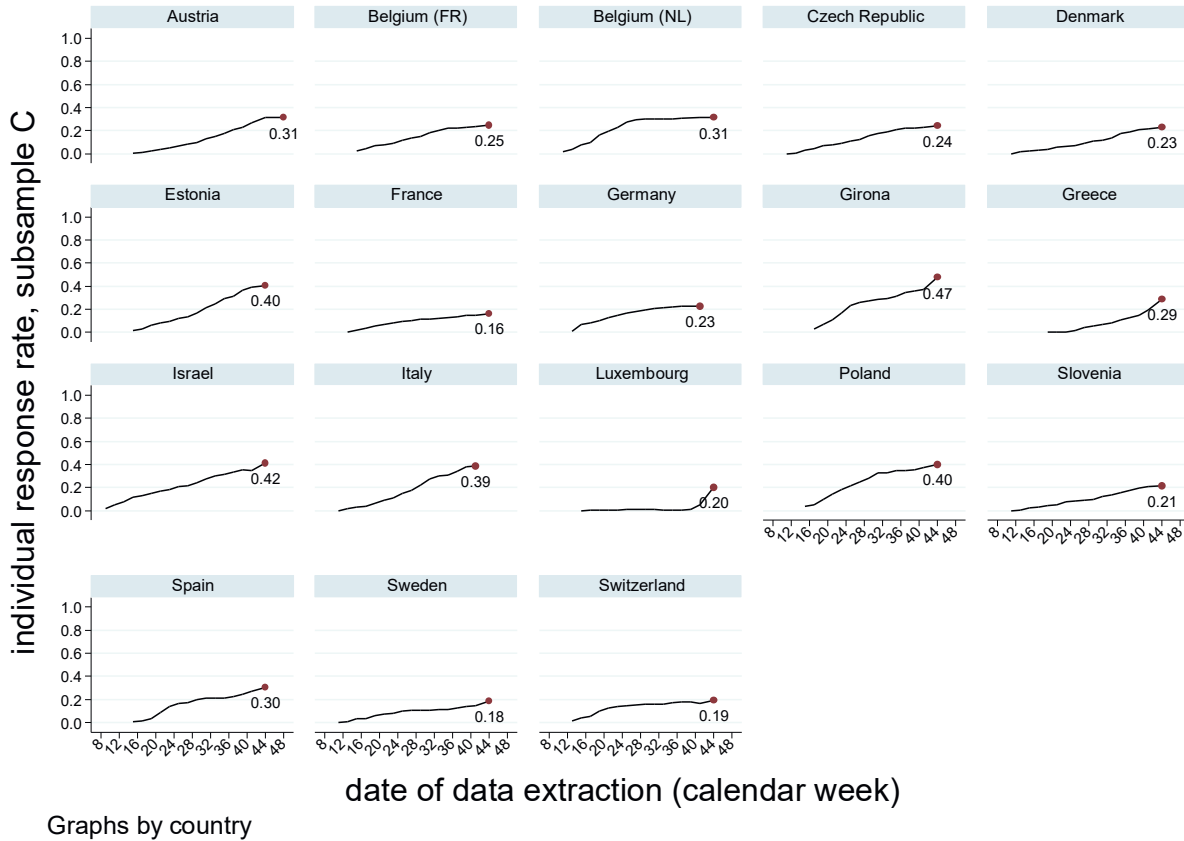 Austria
Belgium (FR)
Belgium (NL)
Czech Republic
Denmark
1.0
0.8
0.6
0.4
0.2
0.0
0.31
0.25
0.31
0.24
0.23
Estonia
France
Germany
Girona
Greece
1.0
0.8
0.6
0.4
0.2
0.0
0.40
0.16
0.23
0.47
0.29
Israel
Italy
Luxembourg
Poland
Slovenia
1.0
0.8
0.6
0.4
0.2
0.0
0.42
0.39
0.20
0.40
0.21
8 12 16 20 24 28 32 36 40 44 48
8 12 16 20 24 28 32 36 40 44 48
Spain
Sweden
Switzerland
1.0
0.8
0.6
0.4
0.2
0.0
0.30
0.18
0.19
8 12 16 20 24 28 32 36 40 44 48
8 12 16 20 24 28 32 36 40 44 48
8 12 16 20 24 28 32 36 40 44 48
individual response rate, subsample C
date of data extraction (calendar week)
Graphs by country